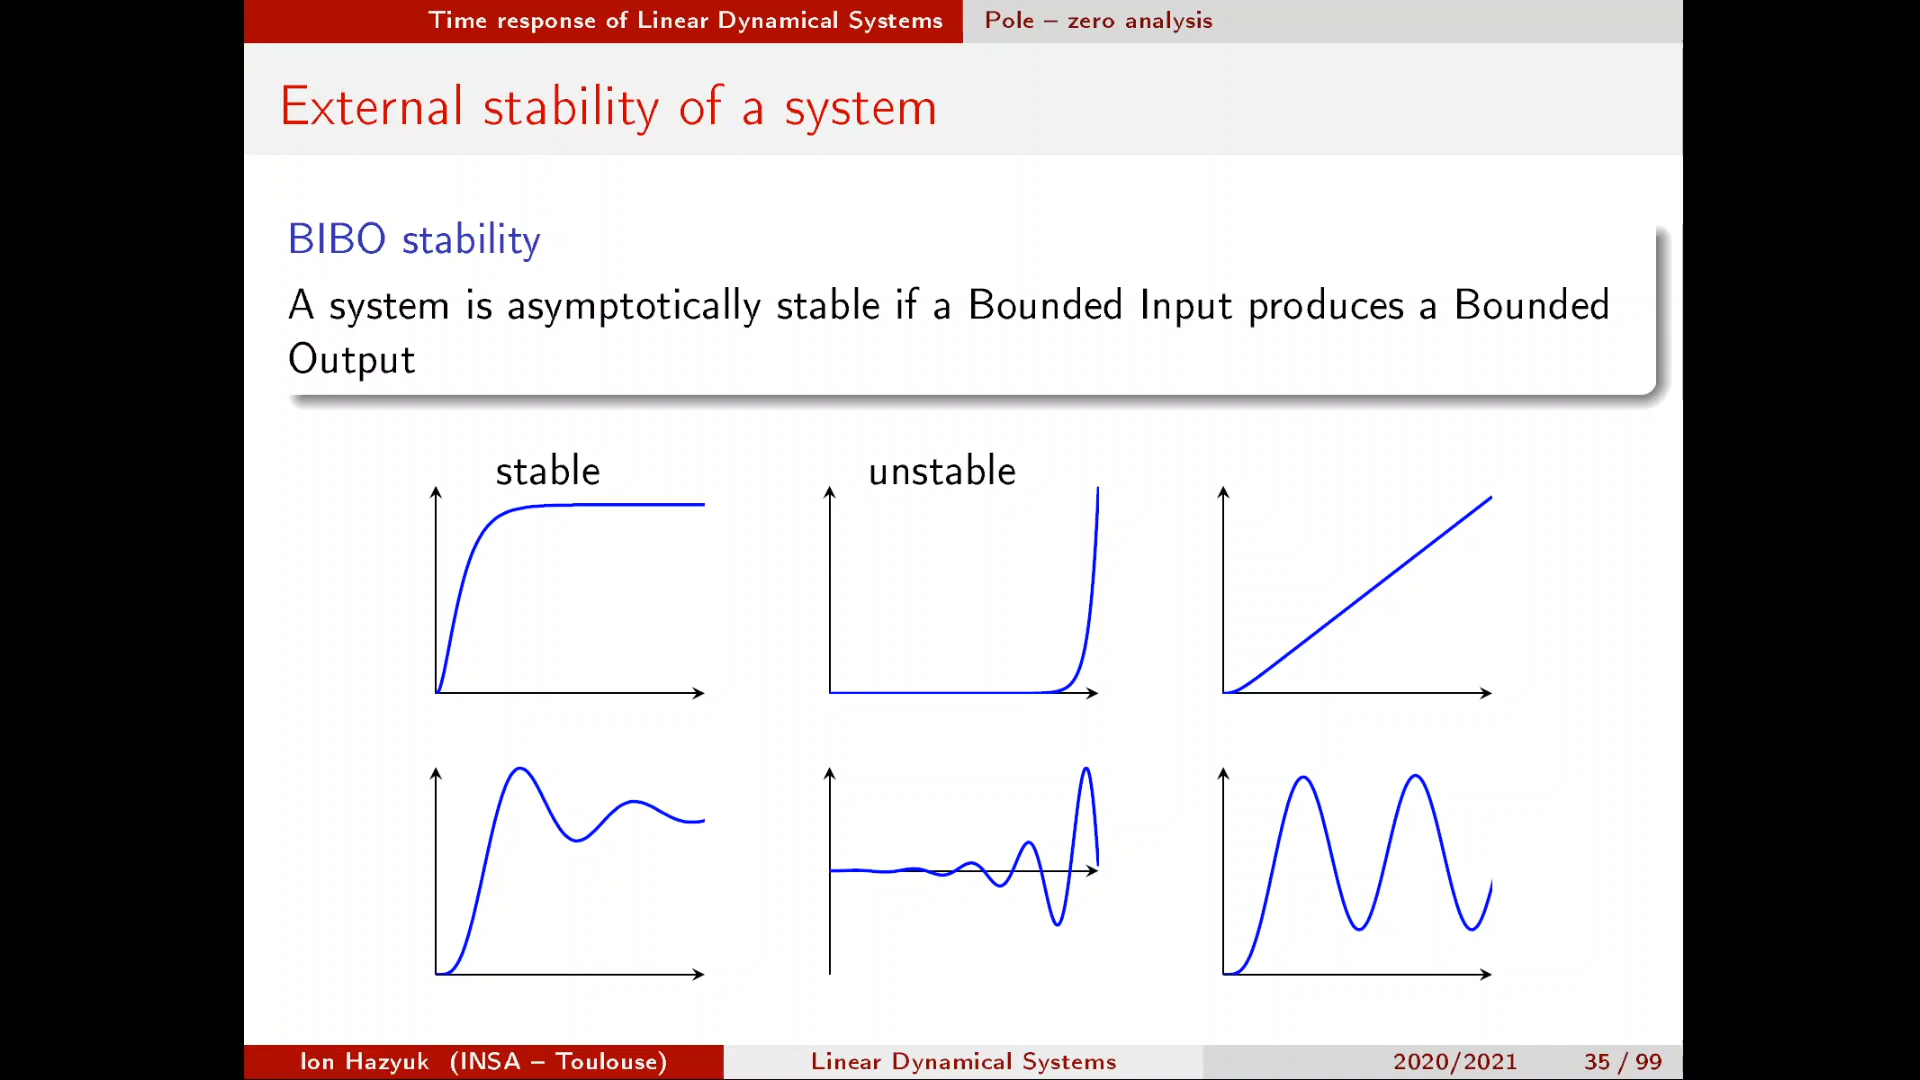 Time response of Linear Dynamical Systems Pole – zero analysis
External stability of a system
BIBO stability
A system is asymptotically stable if a Bounded Input produces a Bounded
Output
stable unstable
Ion Hazyuk (INSA – Toulouse) Linear Dynamical Systems 2020/2021 35 / 99